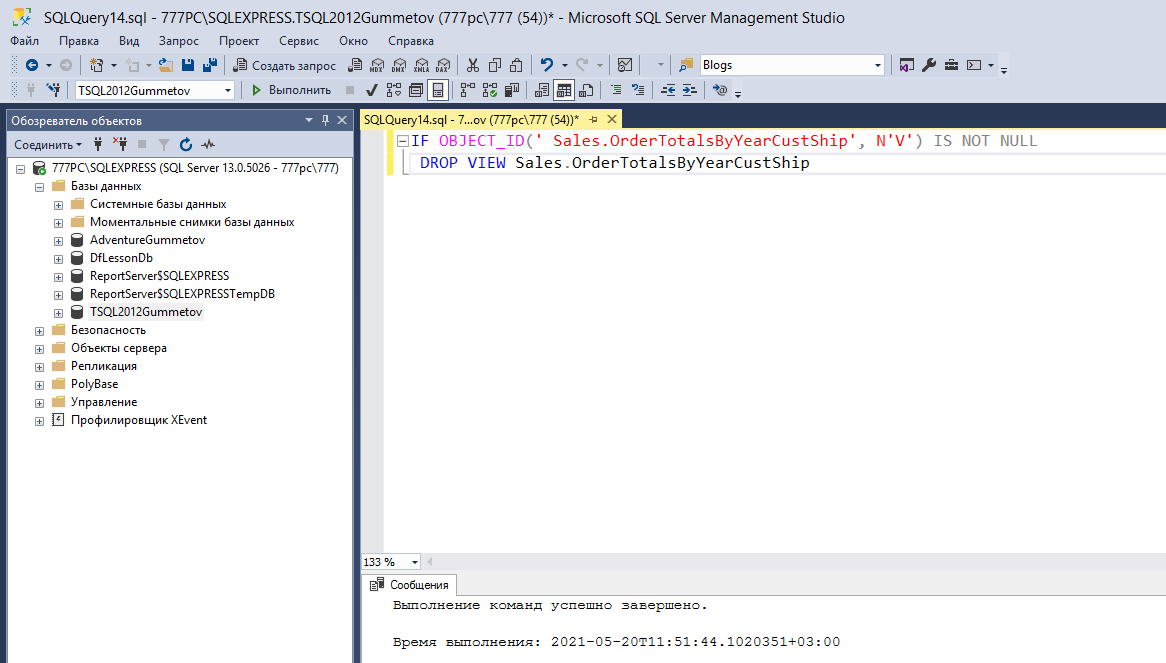 SQLQuery14.sql - 777PC\SQLEXPRESS.TSQL2012Gummetov (777pc\777 (54))* - Microsoft SQL Server Management Studio
Файл Правка Вид Запрос Проект Сервис Окно Справка
Создать запрос MDX DMX XMLA DAX Blogs
TSQL2012Gummetov Выполнить
Обозреватель объектов
Соединить
777PC\SQLEXPRESS (SQL Server 13.0.5026 - 777pc\777)
Базы данных
Системные базы данных
Моментальные снимки базы данных
AdventureGummetov
DfLessonDb
ReportServer$SQLEXPRESS
ReportServer$SQLEXPRESSTempDB
TSQL2012Gummetov
Безопасность
Объекты сервера
Репликация
PolyBase
Управление
Профилировщик XEvent
SQLQuery14.sql - 7...ov (777pc\777 (54))*
IF OBJECT_ID(' Sales.OrderTotalsByYearCustShip', N'V') IS NOT NULL
DROP VIEW Sales.OrderTotalsByYearCustShip
133 %
Сообщения
Выполнение команд успешно завершено.
Время выполнения: 2021-05-20T11:51:44.1020351+03:00